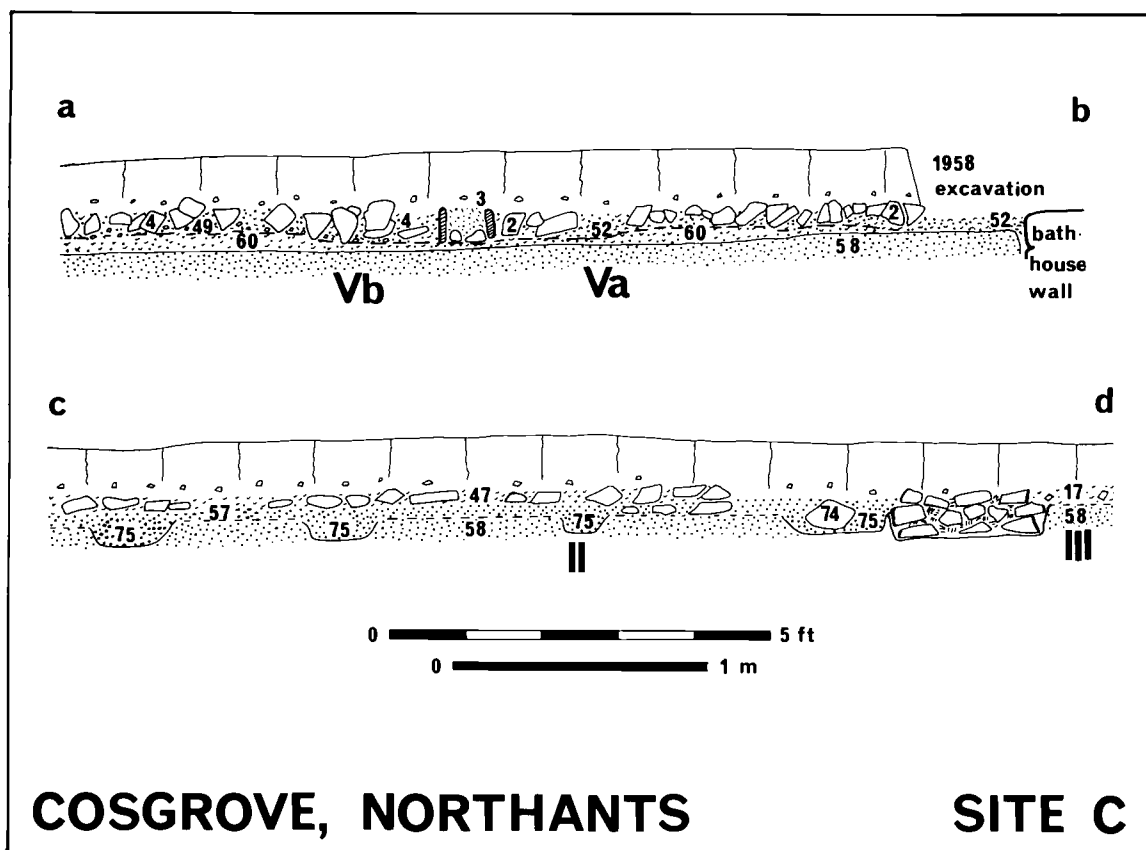 a b
1958
excavation
3
4 49 4 2 52 2 52
60 60 58
bath-
house
wall
Vb Va
c d
47 17
57 74 58
75 75 58 75 75
II III
0 5 ft
0 1 m
COSGROVE, NORTHANTS SITE C